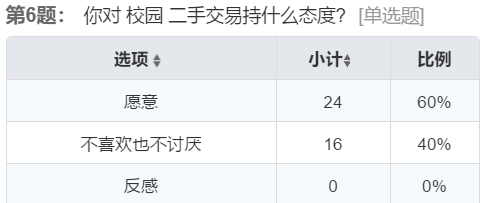 第6题： 你对 校园 二手交易持什么态度? [单选题]
选项 小计 比例
愿意 24 60%
不喜欢也不讨厌 16 40%
反感 0 0%